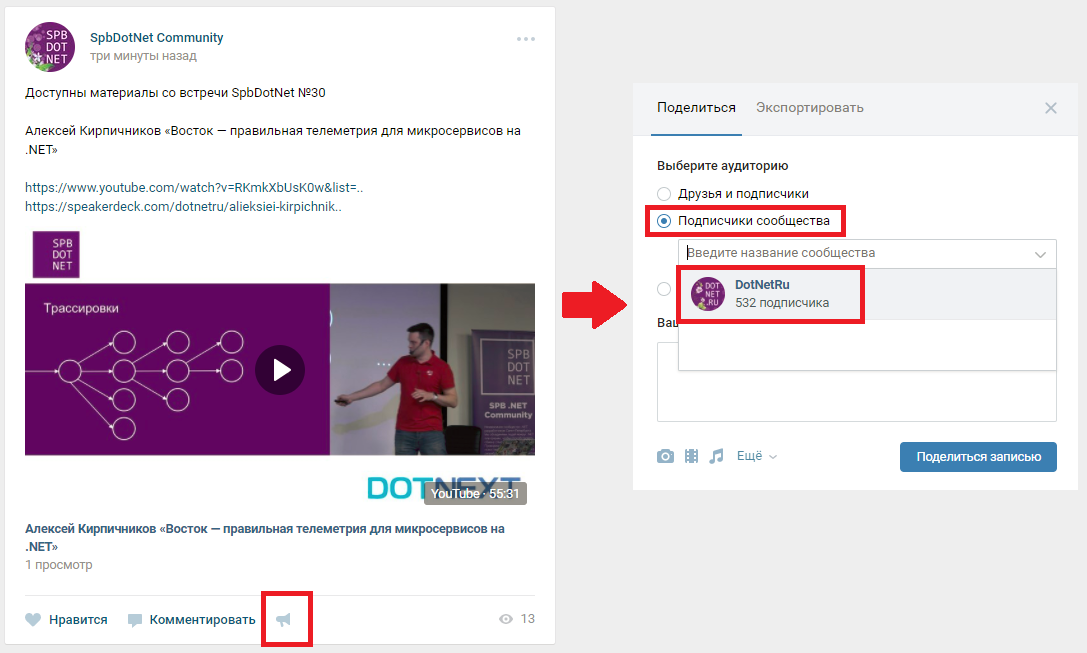 SPB
DOT
NET
SpbDotNet Community
три минуты назад
Доступны материалы со встречи SpbDotNet №30
Алексей Кирпичников «Восток — правильная телеметрия для микросервисов на
.NET»
https://www.youtube.com/watch?v=RKmkXbUsK0w&list=..
https://speakerdeck.com/dotnetru/alieksiei-kirpichnik..
SPB
DOT
NET
Трассировки
SPB
DOT
NET
SPB .NET
Community
DOTNEXT
YouTube · 55:31
Алексей Кирпичников «Восток — правильная телеметрия для микросервисов на
.NET»
1 просмотр
Нравится
Комментировать
13
Поделиться
Экспортировать
Выберите аудиторию
Друзья и подписчики
Подписчики сообщества
Введите название сообщества
DOT
NET
.RU
DotNetRu
532 подписчика
Ваш
Ещё
Поделиться записью